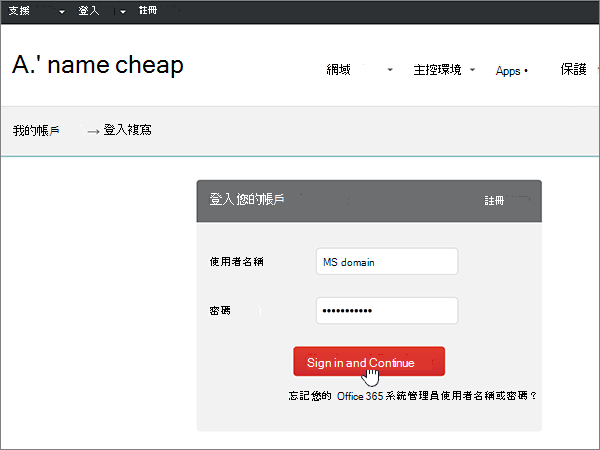 支援 登入 註冊
A.' name cheap
網域 主控環境 Apps • 保護
我的帳戶 → 登入複寫
登入您的帳戶 註冊
使用者名稱 MS domain
密碼 •••••••••••
Sign in and Continue
忘記您的 Office 365 系統管理員使用者名稱或密碼？